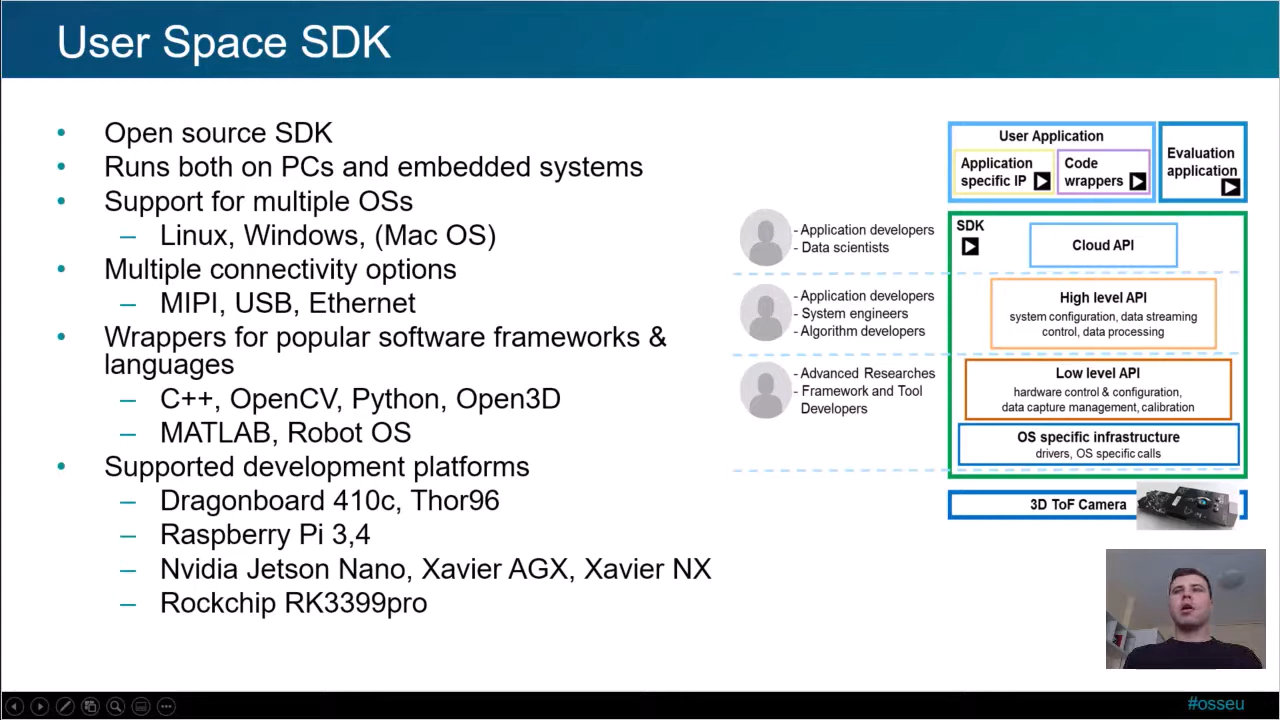 User Space SDK
• Open source SDK
• Runs both on PCs and embedded systems
• Support for multiple OSs
– Linux, Windows, (Mac OS)
• Multiple connectivity options
– MIPI, USB, Ethernet
• Wrappers for popular software frameworks &
languages
– C++, OpenCV, Python, Open3D
– MATLAB, Robot OS
• Supported development platforms
– Dragonboard 410c, Thor96
– Raspberry Pi 3,4
– Nvidia Jetson Nano, Xavier AGX, Xavier NX
– Rockchip RK3399pro
User Application
Application
specific IP
Code
wrappers
Evaluation
application
- Application developers
- Data scientists
- Application developers
- System engineers
- Algorithm developers
- Advanced Researches
- Framework and Tool
Developers
SDK
Cloud API
High level API
system configuration, data streaming
control, data processing
Low level API
hardware control & configuration,
data capture management, calibration
OS specific infrastructure
drivers, OS specific calls
3D ToF Camera
#osseu